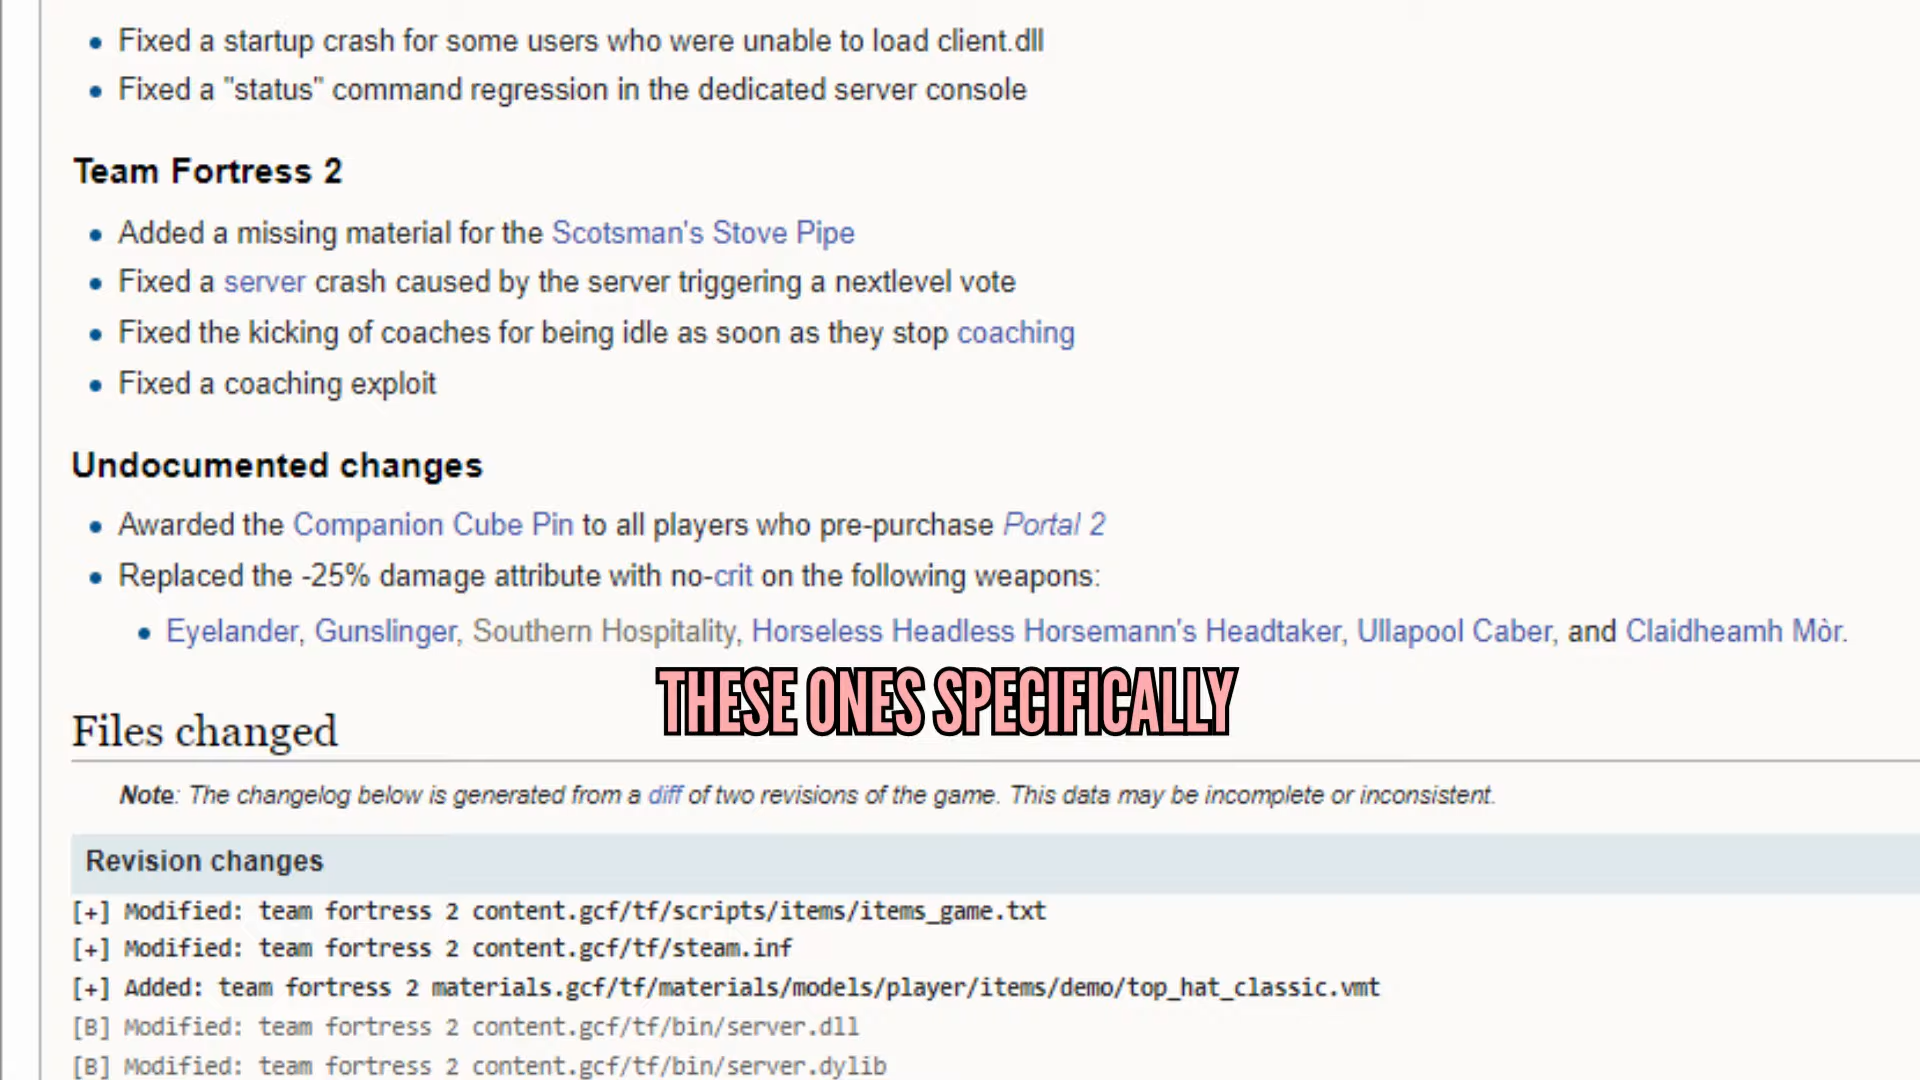 Fixed a startup crash for some users who were unable to load client.dll
Fixed a "status" command regression in the dedicated server console
Team Fortress 2
Added a missing material for the Scotsman's Stove Pipe
Fixed a server crash caused by the server triggering a nextlevel vote
Fixed the kicking of coaches for being idle as soon as they stop coaching
Fixed a coaching exploit
Undocumented changes
Awarded the Companion Cube Pin to all players who pre-purchase Portal 2
Replaced the -25% damage attribute with no-crit on the following weapons:
Eyelander, Gunslinger, Southern Hospitality, Horseless Headless Horsemann's Headtaker, Ullapool Caber, and Claidheamh Mòr.
THESE ONES SPECIFICALLY
Files changed
Note: The changelog below is generated from a diff of two revisions of the game. This data may be incomplete or inconsistent.
Revision changes
[+] Modified: team fortress 2 content.gcf/tf/scripts/items/items_game.txt
[+] Modified: team fortress 2 content.gcf/tf/steam.inf
[+] Added: team fortress 2 materials.gcf/tf/materials/models/player/items/demo/top_hat_classic.vmt
[B] Modified: team fortress 2 content.gcf/tf/bin/server.dll
[B] Modified: team fortress 2 content.gcf/tf/bin/server.dylib